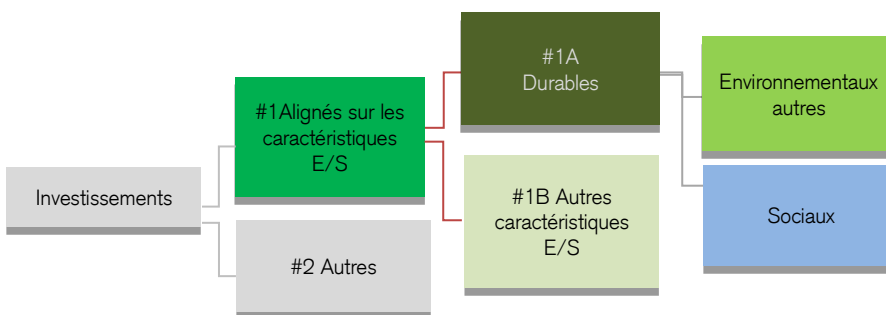 Investissements
#1Alignés sur les
caractéristiques
E/S
#2 Autres
#1A
Durables
#1B Autres
caractéristiques
E/S
Environnementaux
autres
Sociaux